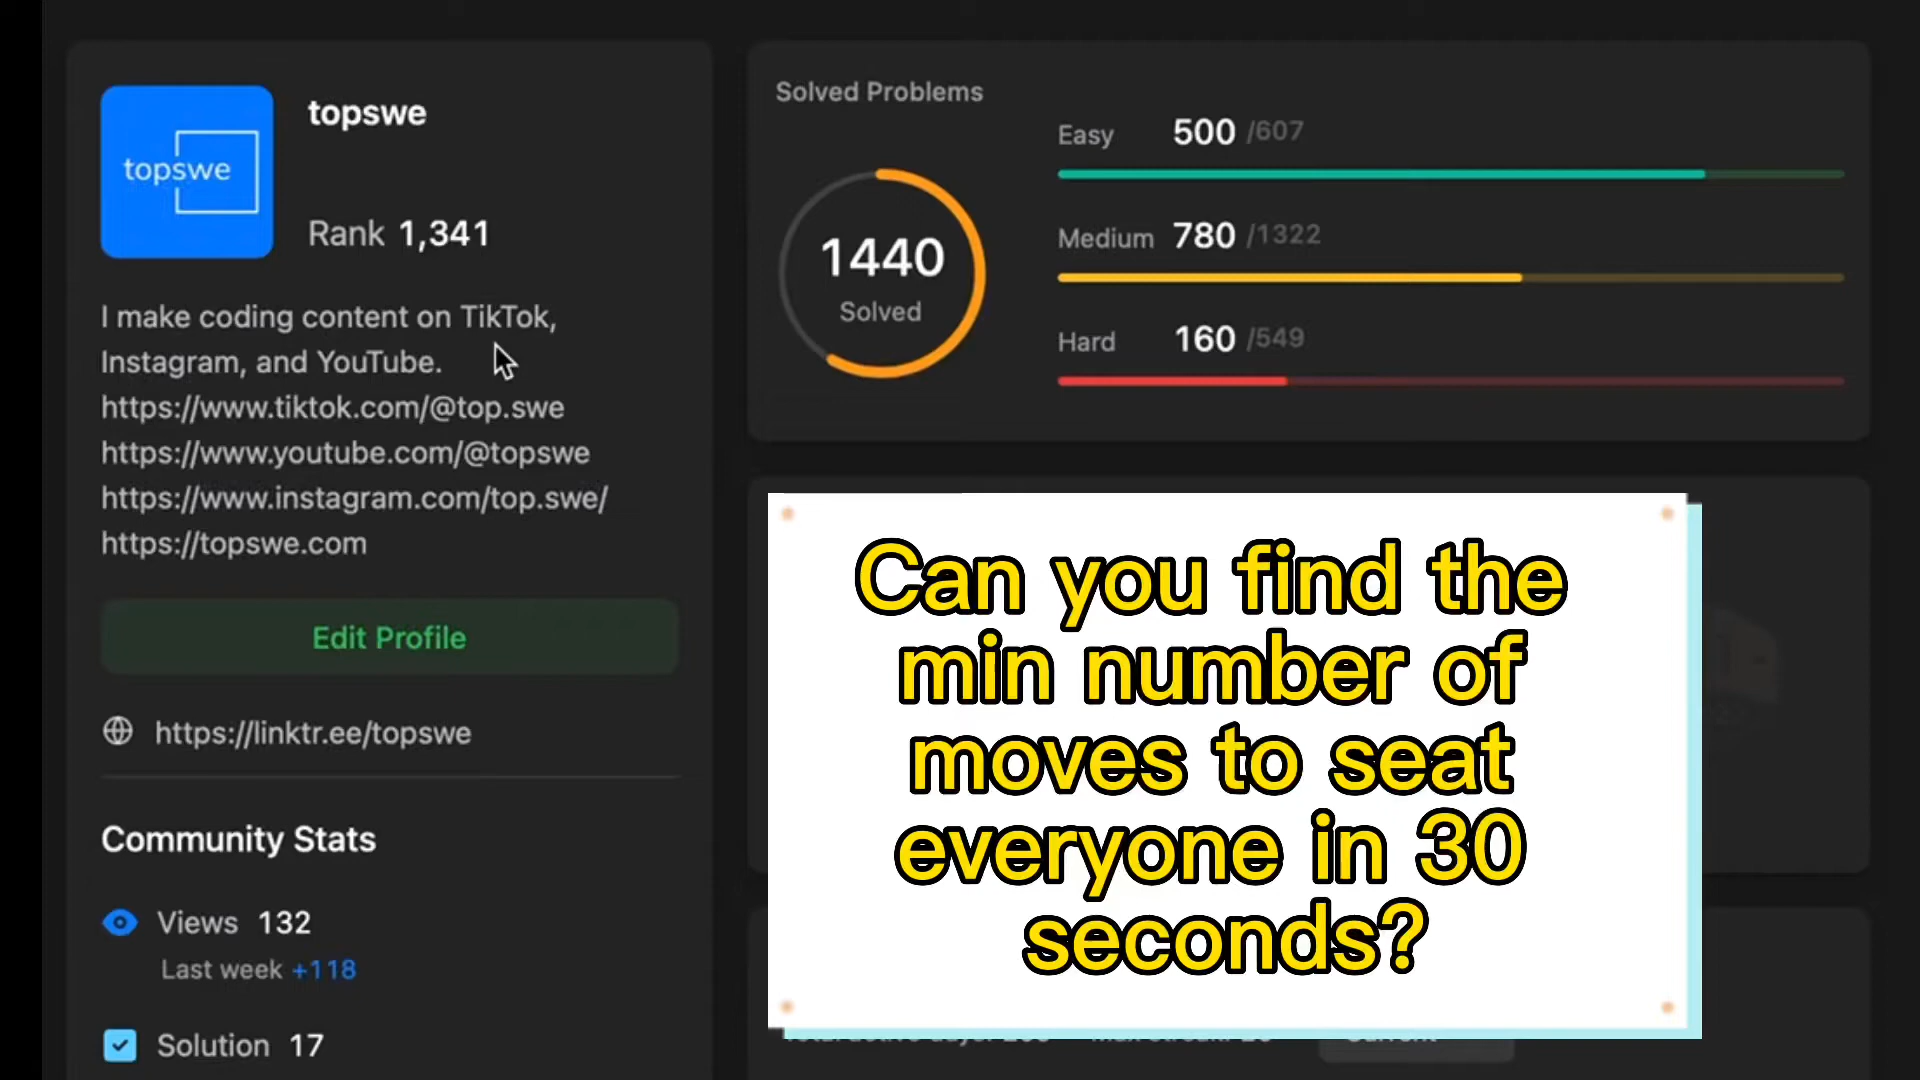 topswe
topswe
Rank 1,341
I make coding content on TikTok,
Instagram, and YouTube.
https://www.tiktok.com/@top.swe
https://www.youtube.com/@topswe
https://www.instagram.com/top.swe/
https://topswe.com
Edit Profile
https://linktr.ee/topswe
Community Stats
Views 132
Last week +118
Solution 17
Solved Problems
1440
Solved
Easy 500 /607
Medium 780 /1322
Hard 160 /549
Can you find the
min number of
moves to seat
everyone in 30
seconds?